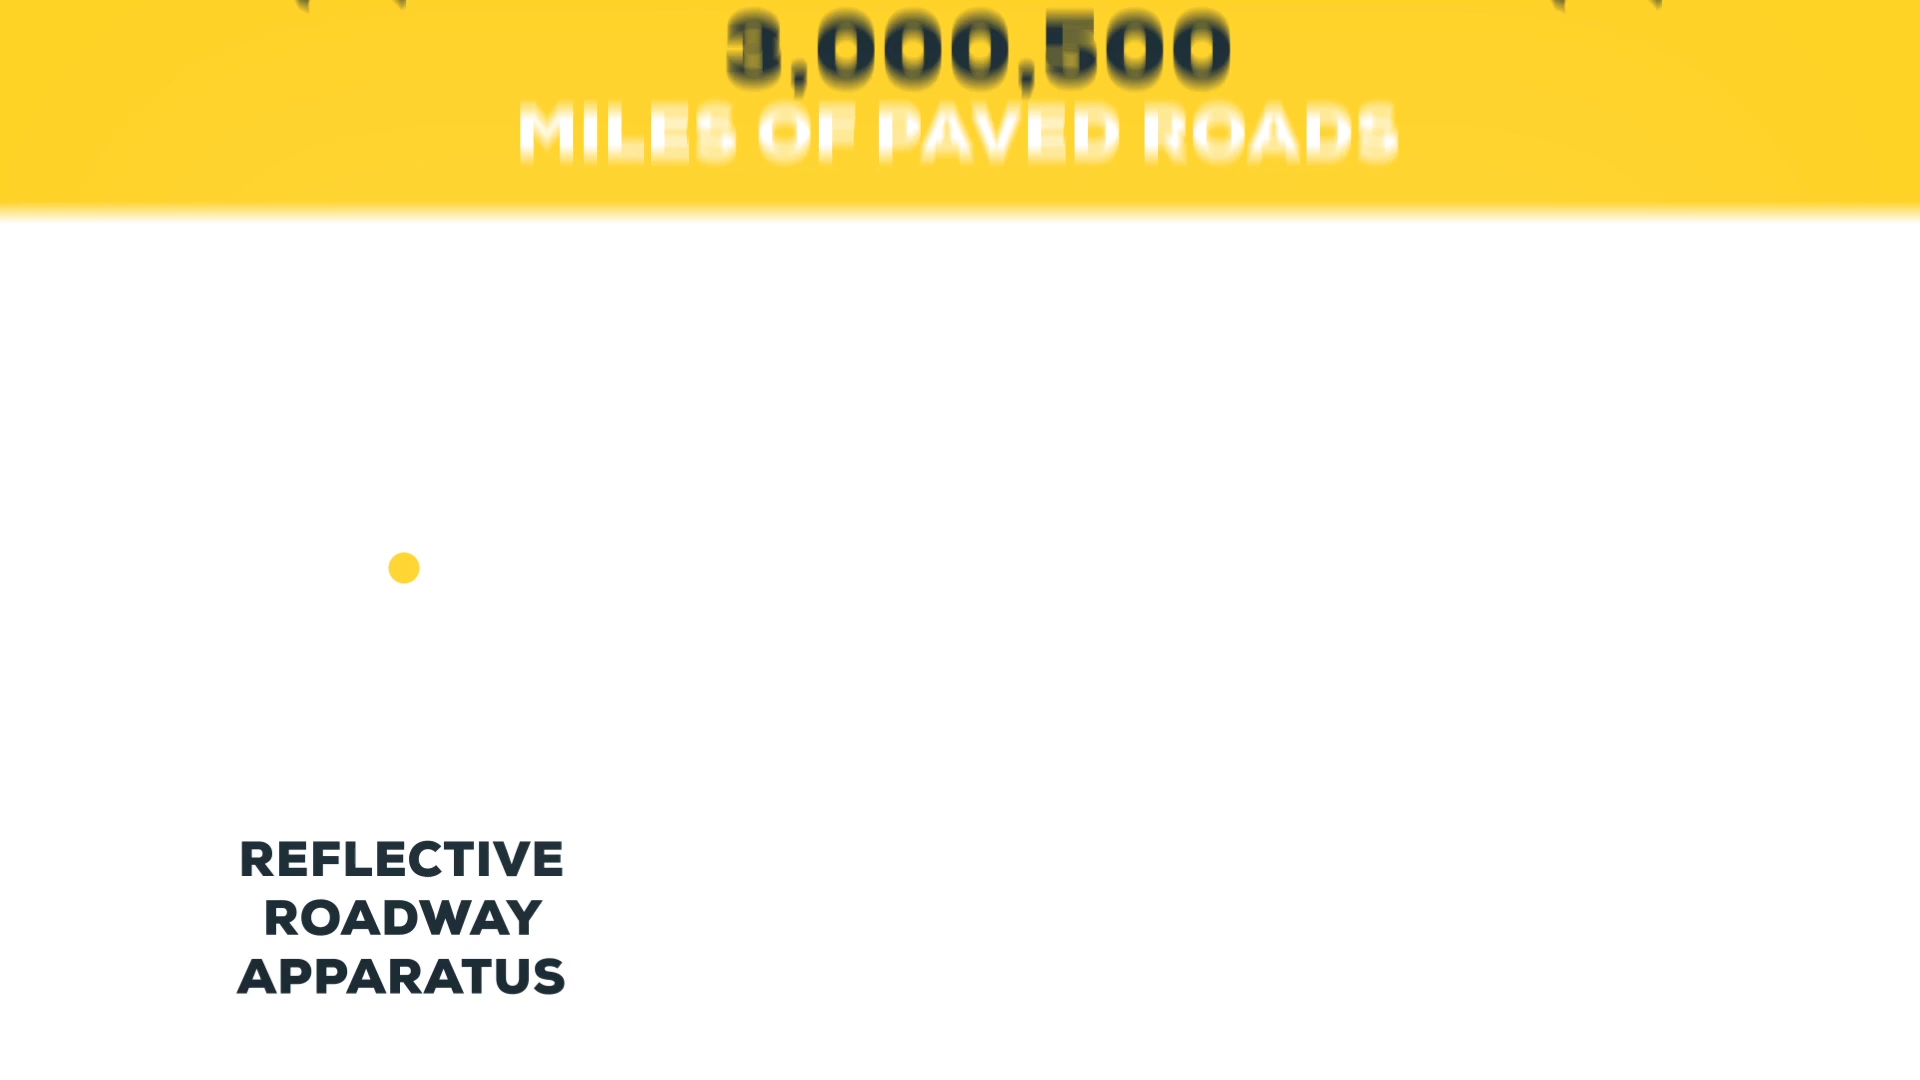 3,000,500
MILES OF PAVED ROADS
REFLECTIVE
ROADWAY
APPARATUS